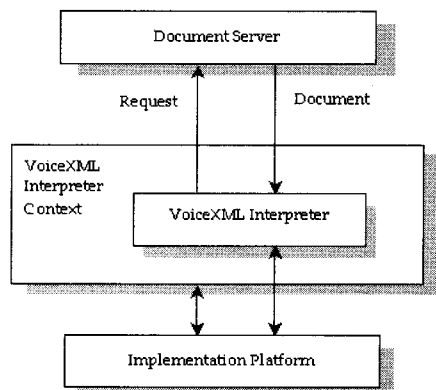 Document Server
Request
Document
VoiceXML
Interpreter
Context
VoiceXML Interpreter
Implementation Platform